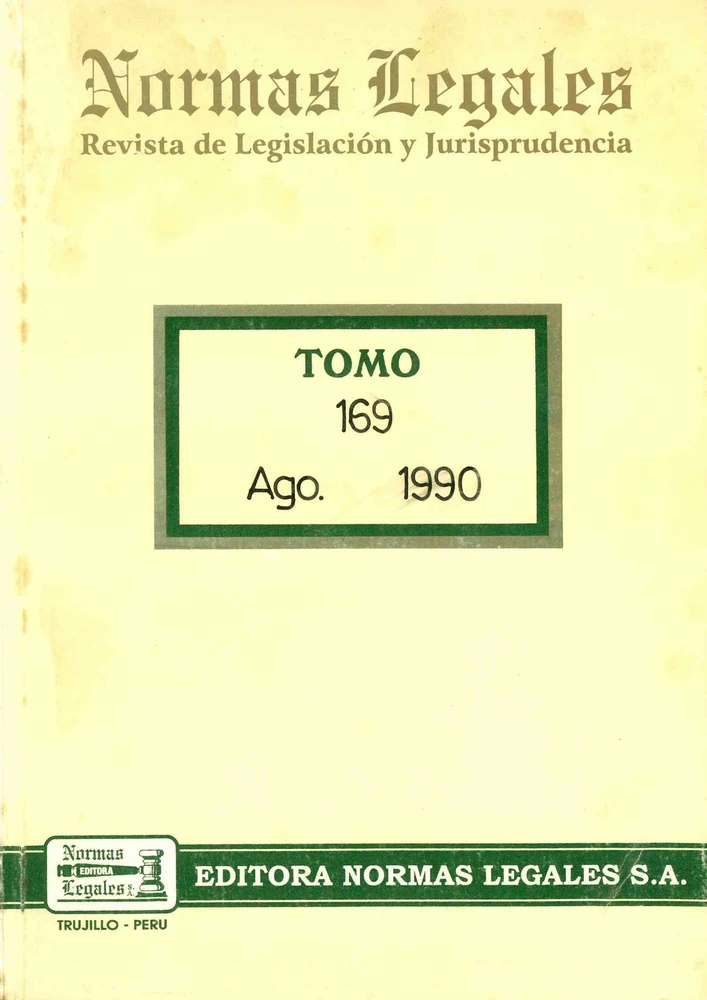 Normas Legales
Revista de Legislación y Jurisprudencia
TOMO
169
Ago. 1990
Normas
EDITORA
Legales S.A.
EDITORA NORMAS LEGALES S.A.
TRUJILLO - PERU